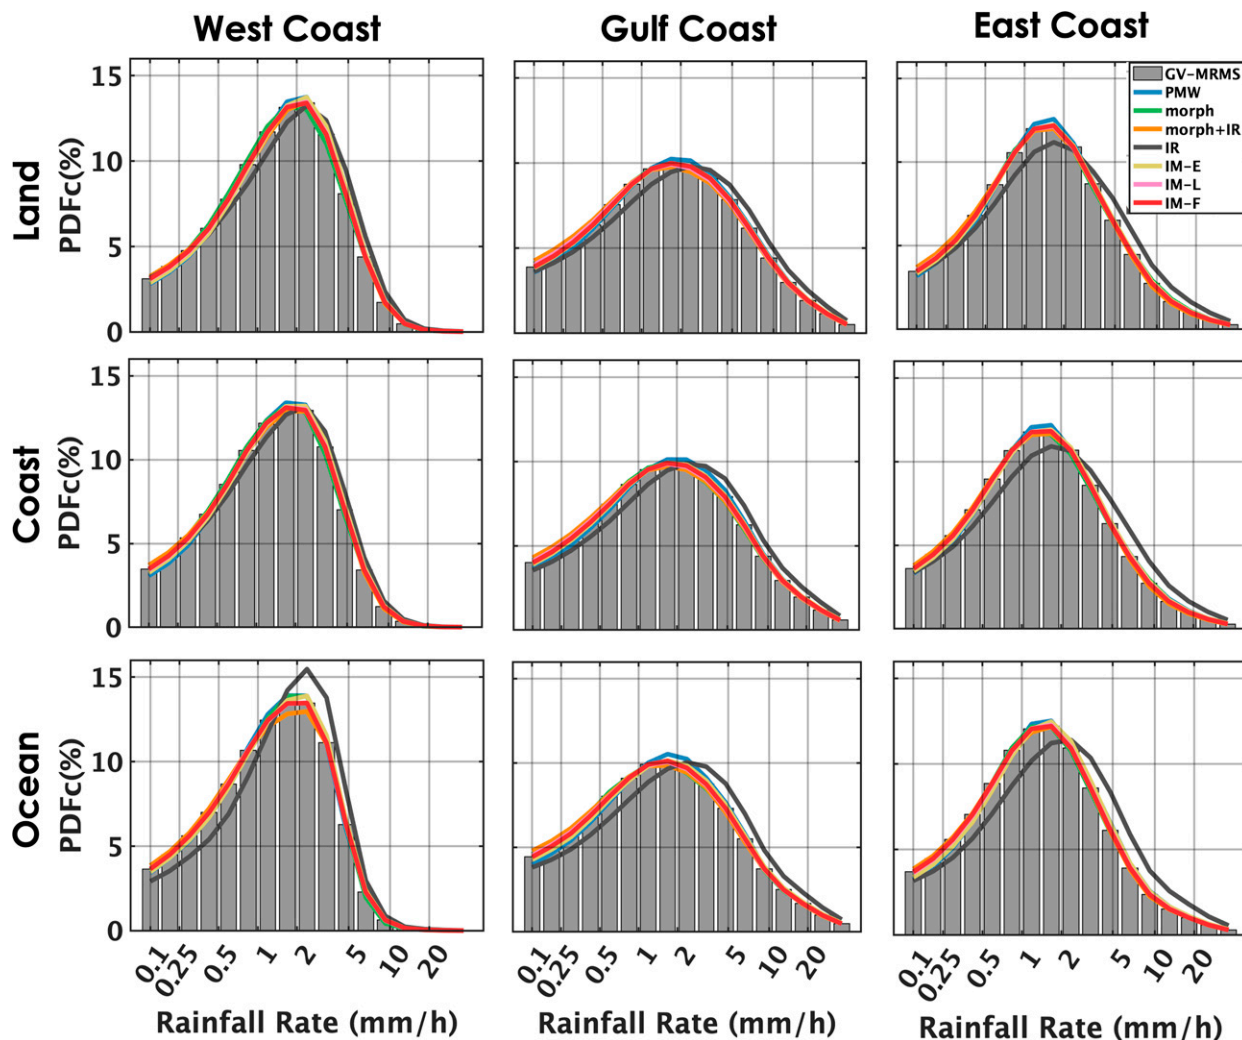 West Coast
Gulf Coast
East Coast
Land
PDFc(%)
15
10
5
0
GV-MRMS
PMW
morph
morph+IR
IR
IM-E
IM-L
IM-F
Coast
PDFc(%)
15
10
5
0
Ocean
PDFc(%)
15
10
5
0
0.1 0.25 0.5 1 2 5 10 20
0.1 0.25 0.5 1 2 5 10 20
0.1 0.25 0.5 1 2 5 10 20
Rainfall Rate (mm/h)
Rainfall Rate (mm/h)
Rainfall Rate (mm/h)